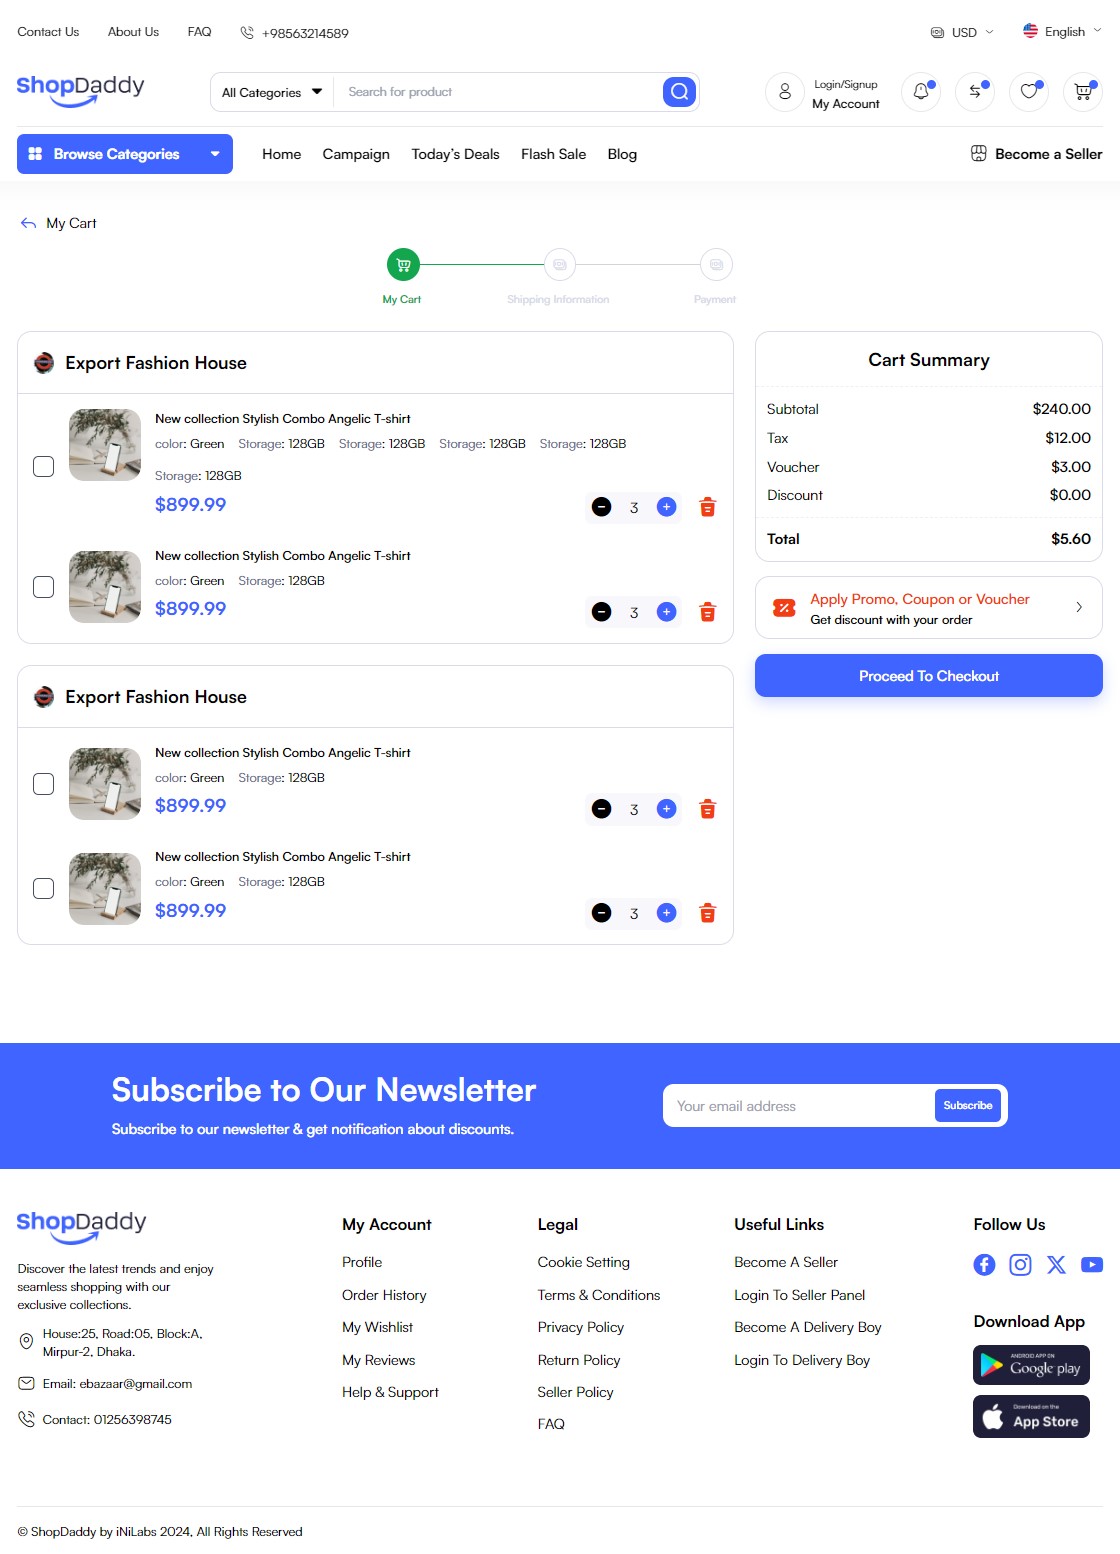 Contact Us About Us FAQ +98563214589 USD English
ShopDaddy All Categories Search for product Login/Signup
My Account
Browse Categories Home Campaign Today's Deals Flash Sale Blog Become a Seller
My Cart
My Cart Shipping Information Payment
Export Fashion House
New collection Stylish Combo Angelic T-shirt
color: Green Storage: 128GB Storage: 128GB Storage: 128GB Storage: 128GB
Storage: 128GB
$899.99 3
New collection Stylish Combo Angelic T-shirt
color: Green Storage: 128GB
$899.99 3
Export Fashion House
New collection Stylish Combo Angelic T-shirt
color: Green Storage: 128GB
$899.99 3
New collection Stylish Combo Angelic T-shirt
color: Green Storage: 128GB
$899.99 3
Cart Summary
Subtotal $240.00
Tax $12.00
Voucher $3.00
Discount $0.00
Total $5.60
Apply Promo, Coupon or Voucher
Get discount with your order
Proceed To Checkout
Subscribe to Our Newsletter
Subscribe to our newsletter & get notification about discounts.
Your email address Subscribe
ShopDaddy
Discover the latest trends and enjoy
seamless shopping with our
exclusive collections.
House:25, Road:05, Block:A,
Mirpur-2, Dhaka.
Email: ebazaar@gmail.com
Contact: 01256398745
My Account
Profile
Order History
My Wishlist
My Reviews
Help & Support
Legal
Cookie Setting
Terms & Conditions
Privacy Policy
Return Policy
Seller Policy
FAQ
Useful Links
Become A Seller
Login To Seller Panel
Become A Delivery Boy
Login To Delivery Boy
Follow Us
Download App
ANDROID APP ON
Google play
Download on the
App Store
© ShopDaddy by iNiLabs 2024, All Rights Reserved